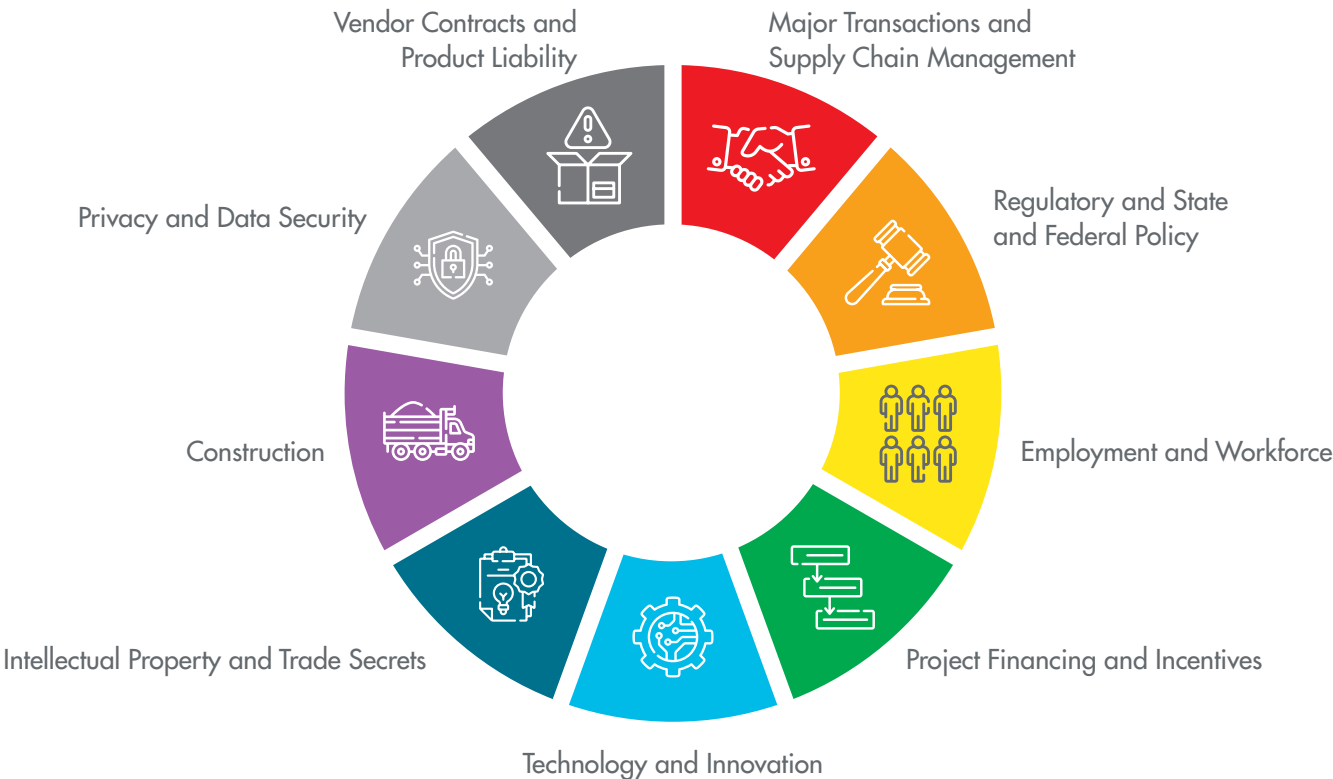 Vendor Contracts and
Product Liability
Major Transactions and
Supply Chain Management
Regulatory and State
and Federal Policy
Privacy and Data Security
Employment and Workforce
Construction
Project Financing and Incentives
Intellectual Property and Trade Secrets
Technology and Innovation